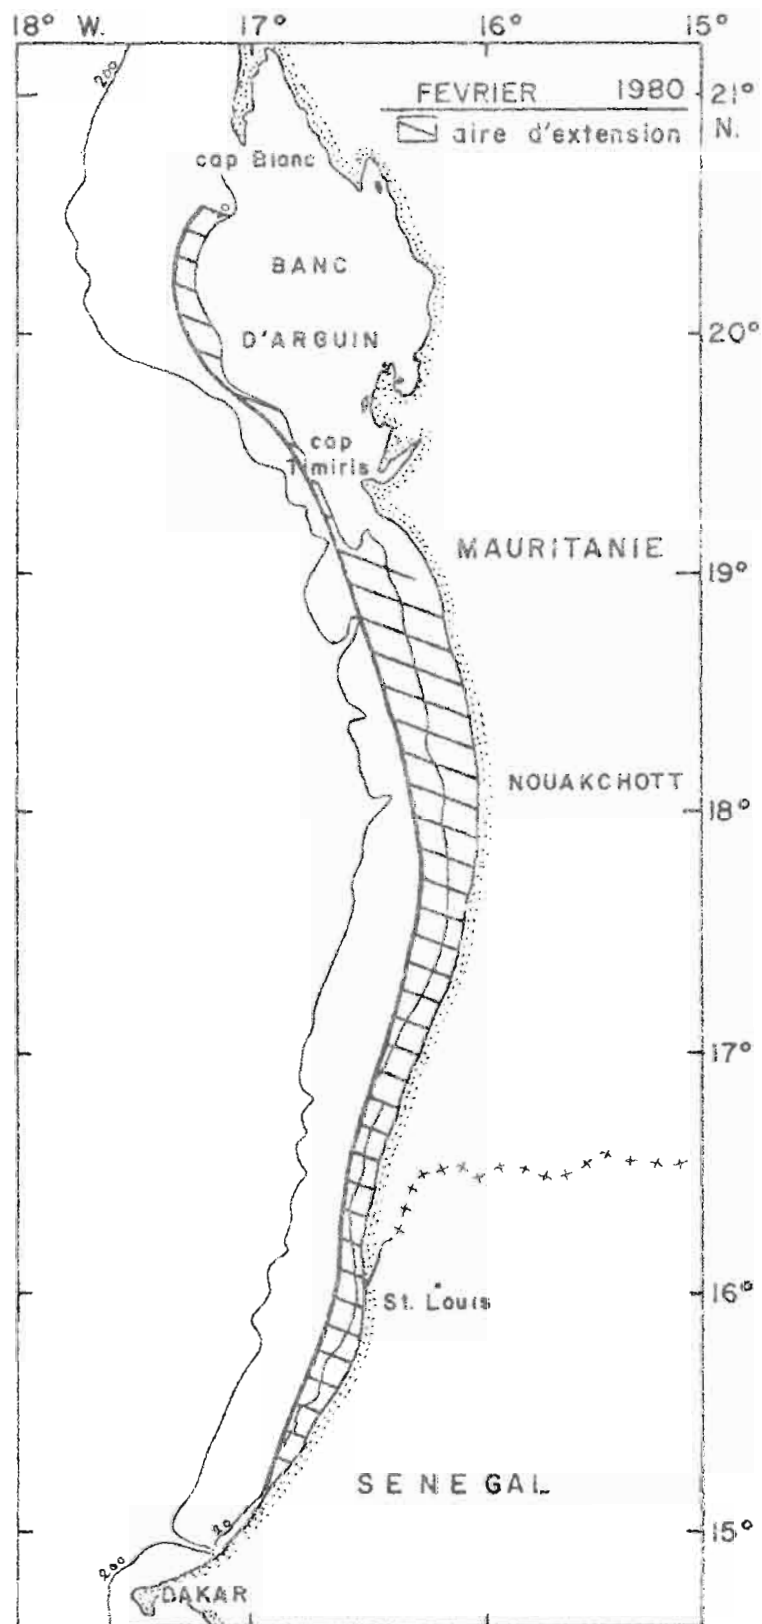 18° W. 17° 16° 15°
200
FEVRIER 1980
21°
N.
aire d'extension
cap Blanc
BANC
D'ARGUIN
20°
cap
Timiris
MAURITANIE
19°
NOUAKCHOTT
18°
17°
16°
St. Louis
SENEGAL
20
15°
200
DAKAR